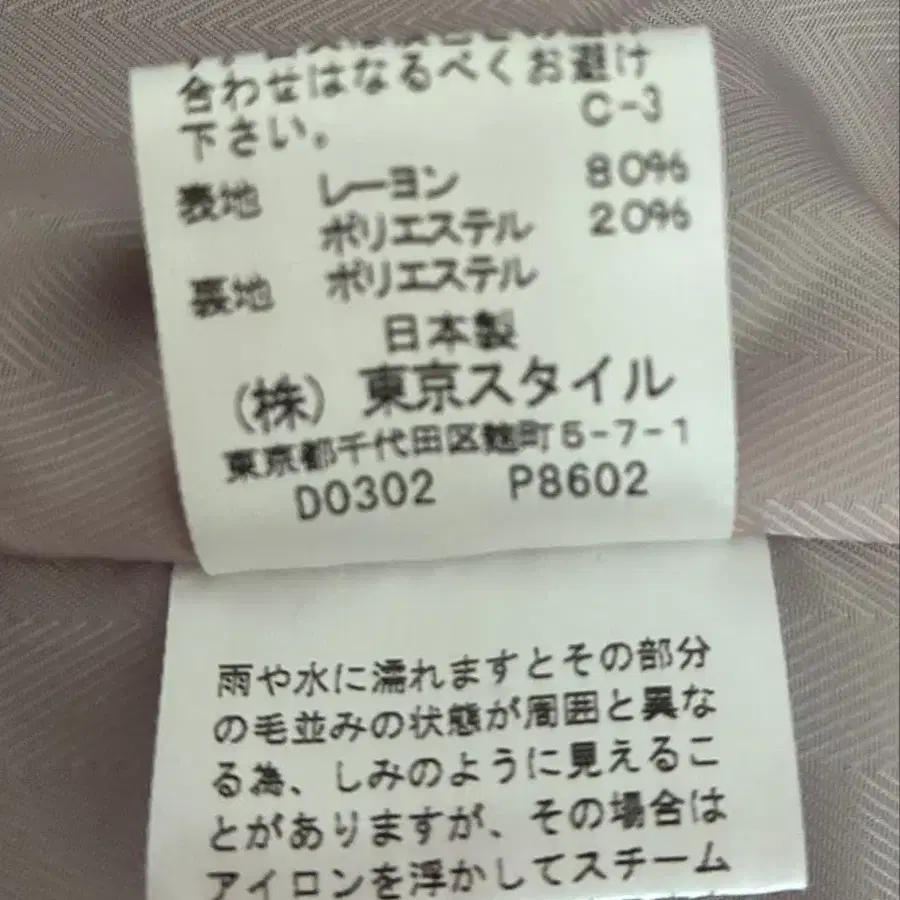 合わせはなるべくお避け
下さい。 C-3
表地 レーヨン 80%
ポリエステル 20%
裏地 ポリエステル
日本製
(株) 東京スタイル
東京都千代田区麹町5-7-1
D0302 P8602
雨や水に濡れますとその部分
の毛並みの状態が周囲と異な
る為、しみのように見えるこ
とがありますが、その場合は
アイロンを浮かしてスチーム